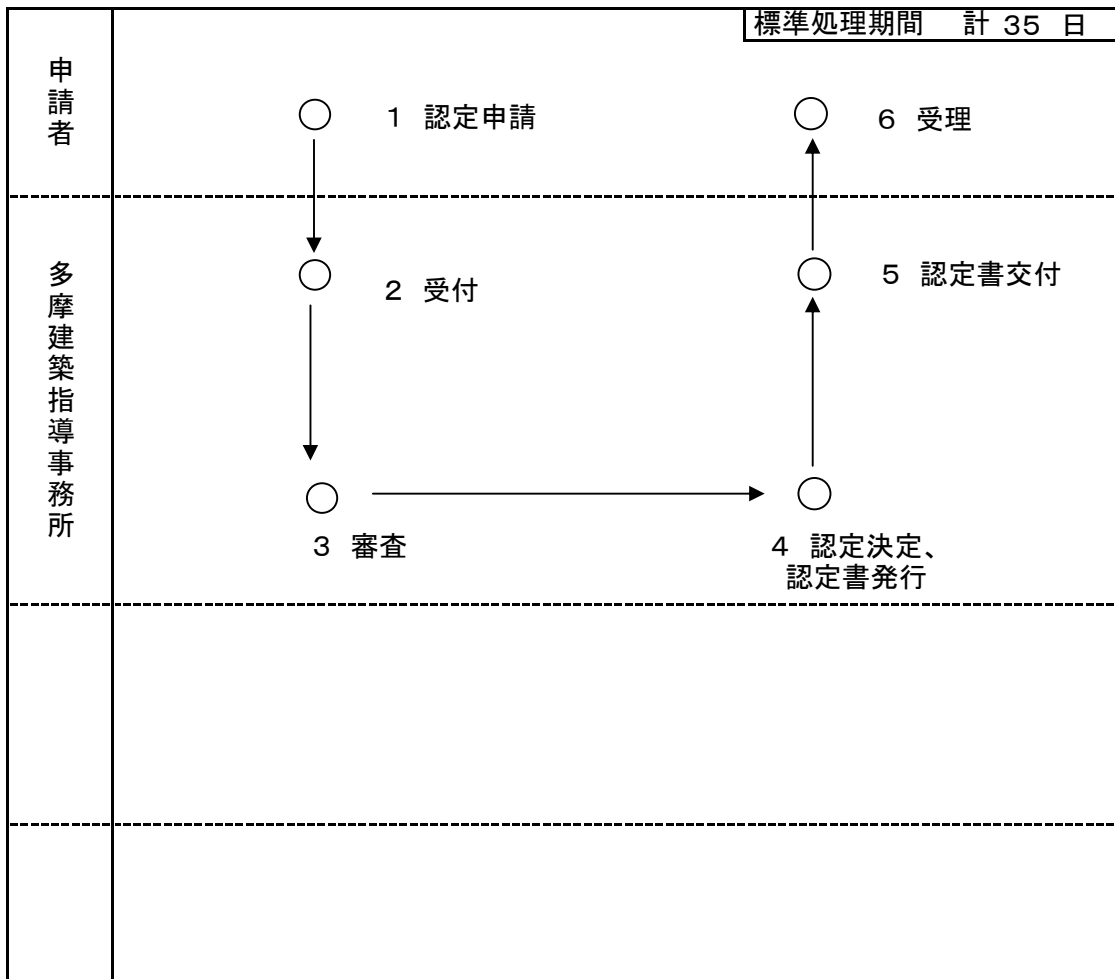 標準処理期間　計 35 日
申請者
１ 認定申請
６ 受理
多摩建築指導事務所
２ 受付
５ 認定書交付
３ 審査
４ 認定決定、
認定書発行